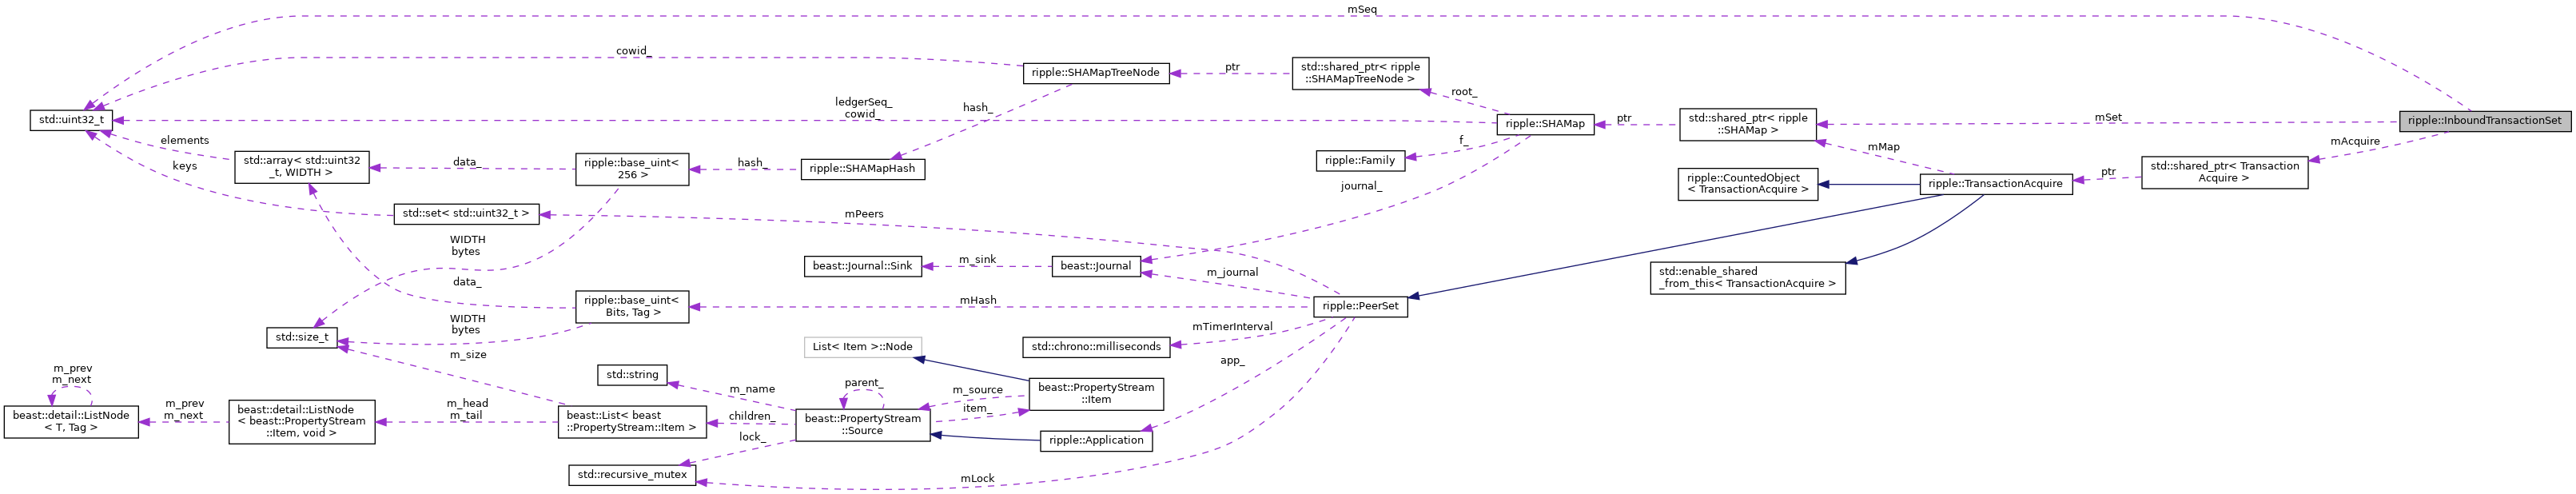 mSeq
cowid_
ripple::SHAMapTreeNode
ptr
std::shared_ptr< ripple
::SHAMapTreeNode >
root_
hash_
ledgerSeq_
cowid_
std::uint32_t
ripple::SHAMap
ptr
std::shared_ptr< ripple
::SHAMap >
mSet
ripple::InboundTransactionSet
elements
keys
std::array< std::uint32
_t, WIDTH >
data_
ripple::base_uint<
256 >
hash_
ripple::SHAMapHash
f_
ripple::Family
journal_
mMap
mAcquire
ripple::CountedObject
< TransactionAcquire >
ripple::TransactionAcquire
ptr
std::shared_ptr< Transaction
Acquire >
std::set< std::uint32_t >
mPeers
WIDTH
bytes
data_
beast::Journal::Sink
m_sink
beast::Journal
m_journal
std::enable_shared
_from_this< TransactionAcquire >
ripple::base_uint<
Bits, Tag >
mHash
ripple::PeerSet
WIDTH
bytes
std::size_t
m_size
mTimerInterval
List< Item >::Node
std::chrono::milliseconds
app_
m_prev
m_next
std::string
m_name
parent_
m_source
item_
beast::PropertyStream
::Item
beast::detail::ListNode
< T, Tag >
m_prev
m_next
beast::detail::ListNode
< beast::PropertyStream
::Item, void >
m_head
m_tail
beast::List< beast
::PropertyStream::Item >
children_
beast::PropertyStream
::Source
lock_
ripple::Application
std::recursive_mutex
mLock